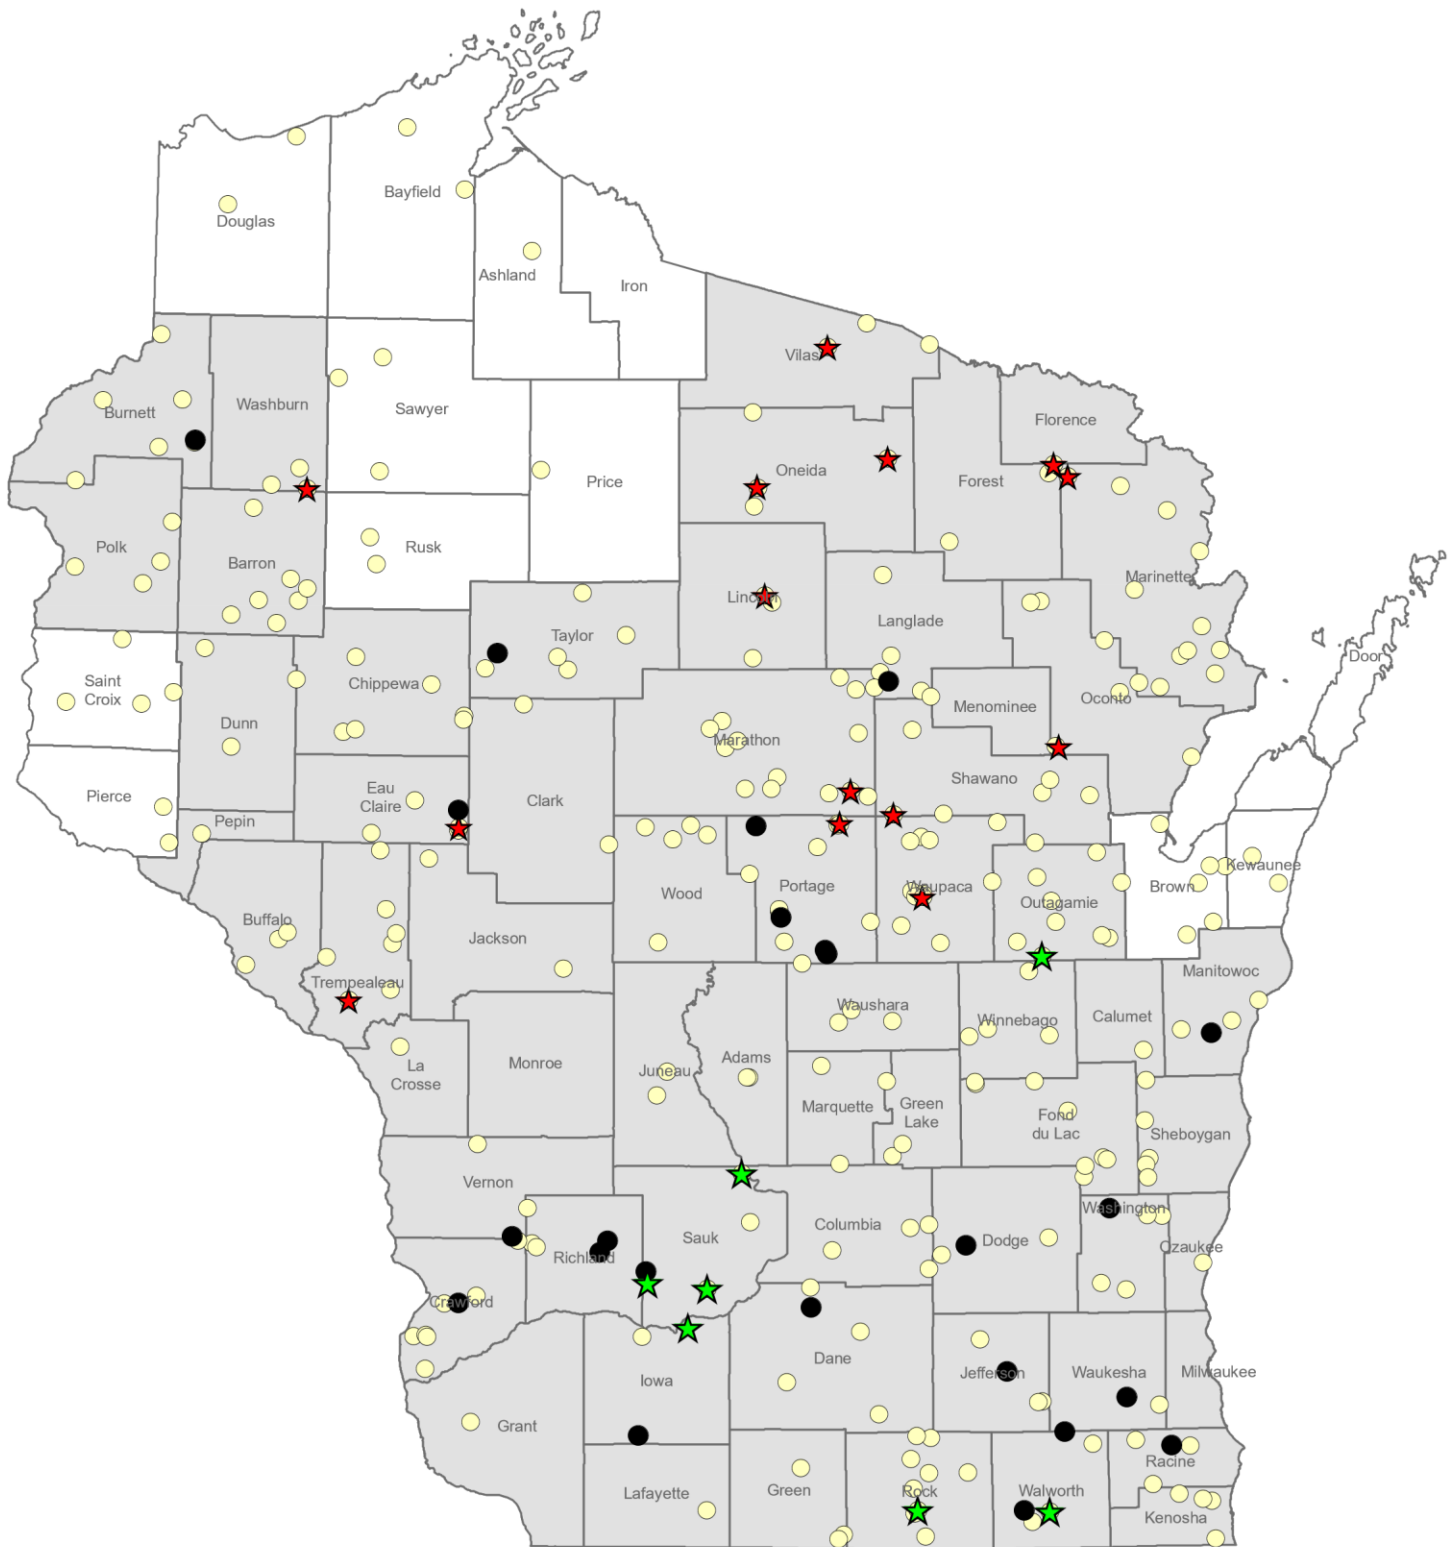 Bayfield
Douglas
Ashland
Iron
Vilas
Burnett
Washburn
Sawyer
Florence
Oneida
Price
Forest
Polk
Barron
Rusk
Marinette
Lincoln
Langlade
Taylor
Saint
Croix
Chippewa
Door
Menominee
Oconto
Dunn
Marathon
Shawano
Pierce
Eau
Claire
Clark
Pepin
Kewaunee
Brown
Wood
Portage
Waupaca
Outagamie
Buffalo
Jackson
Manitowoc
Trempealeau
Waushara
Winnebago
Calumet
La
Crosse
Monroe
Juneau
Adams
Marquette
Green
Lake
Fond
du Lac
Sheboygan
Vernon
Washington
Columbia
Sauk
Dodge
Ozaukee
Richland
Crawford
Dane
Iowa
Jefferson
Waukesha
Milwaukee
Grant
Racine
Lafayette
Green
Rock
Walworth
Kenosha